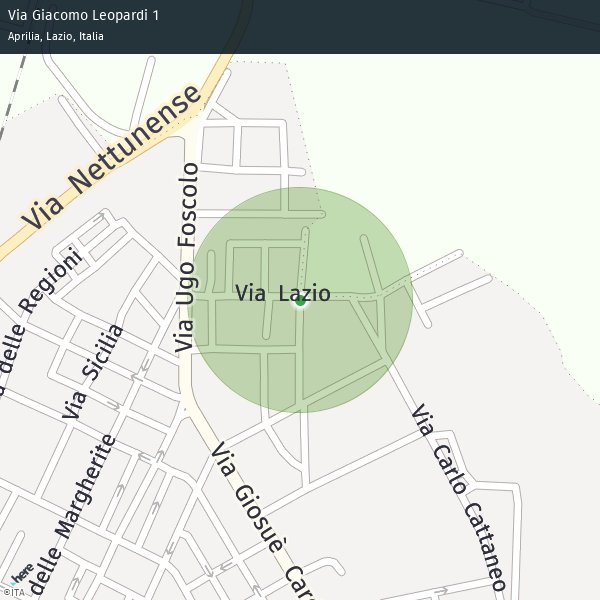 Via Giacomo Leopardi 1
Aprilia, Lazio, Italia
Via Nettunense
Via Ugo Foscolo
delle Regioni
Via Sicilia
Via Lazio
delle Margherite
Via Giosuè Car
Via Carlo Cattaneo
here
©ITA